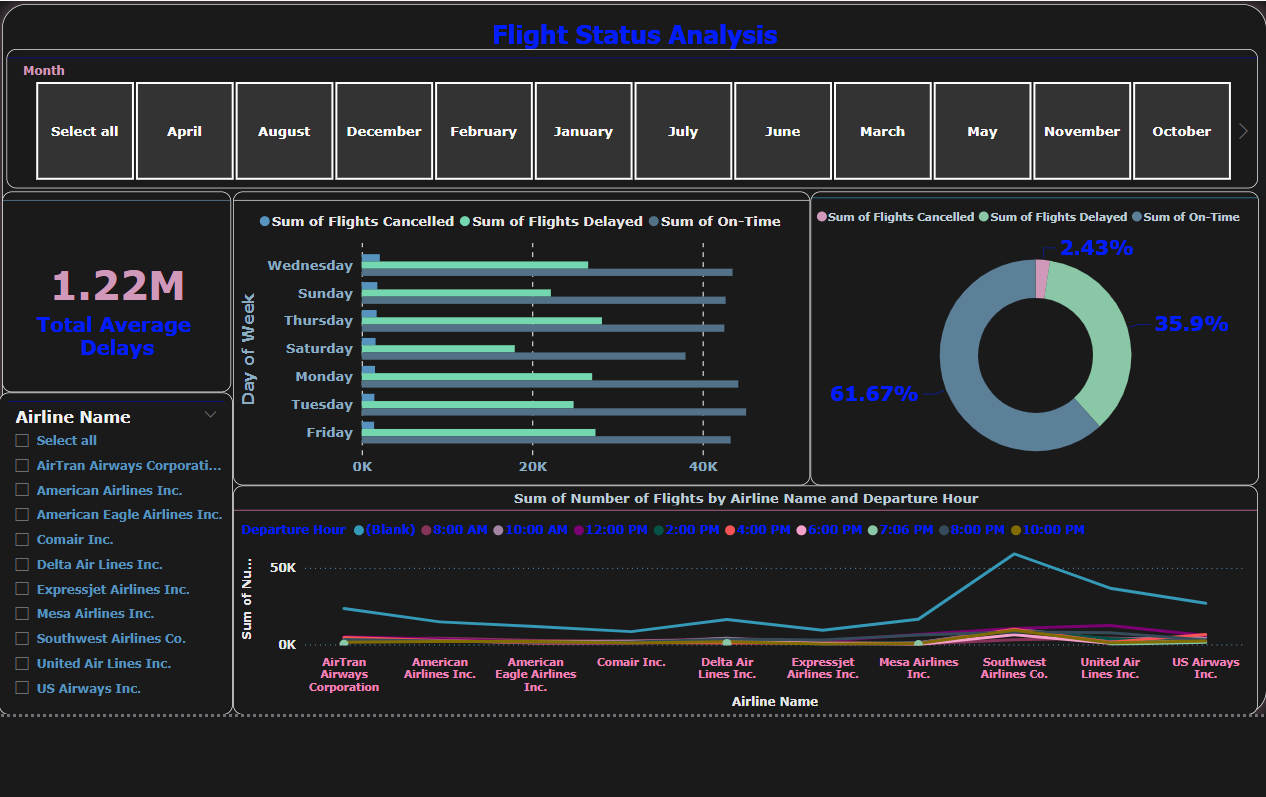 Flight Status Analysis
Month
Select all
April
August
December
February
January
July
June
March
May
November
October
1.22M
Total Average
Delays
Sum of Flights Cancelled Sum of Flights Delayed Sum of On-Time
Day of Week
Wednesday
Sunday
Thursday
Saturday
Monday
Tuesday
Friday
0K 20K 40K
Sum of Flights Cancelled Sum of Flights Delayed Sum of On-Time
2.43%
35.9%
61.67%
Airline Name
Select all
AirTran Airways Corporati...
American Airlines Inc.
American Eagle Airlines Inc.
Comair Inc.
Delta Air Lines Inc.
Expressjet Airlines Inc.
Mesa Airlines Inc.
Southwest Airlines Co.
United Air Lines Inc.
US Airways Inc.
Sum of Number of Flights by Airline Name and Departure Hour
Departure Hour (Blank) 8:00 AM 10:00 AM 12:00 PM 2:00 PM 4:00 PM 6:00 PM 7:06 PM 8:00 PM 10:00 PM
Sum of Nu...
50K
0K
AirTran
Airways
Corporation
American
Airlines Inc.
American
Eagle Airlines
Inc.
Comair Inc.
Delta Air
Lines Inc.
Expressjet
Airlines Inc.
Mesa Airlines
Inc.
Southwest
Airlines Co.
United Air
Lines Inc.
US Airways
Inc.
Airline Name